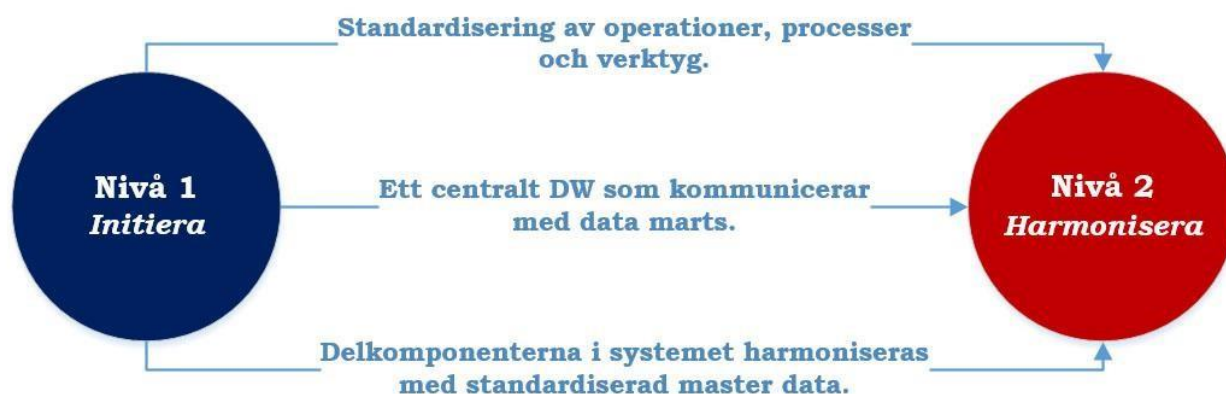 Standardisering av operationer, processer
och verktyg.
Nivå 1
Initiera
Ett centralt DW som kommunicerar
med data marts.
Nivå 2
Harmonisera
Delkomponenterna i systemet harmoniseras
med standardiserad master data.